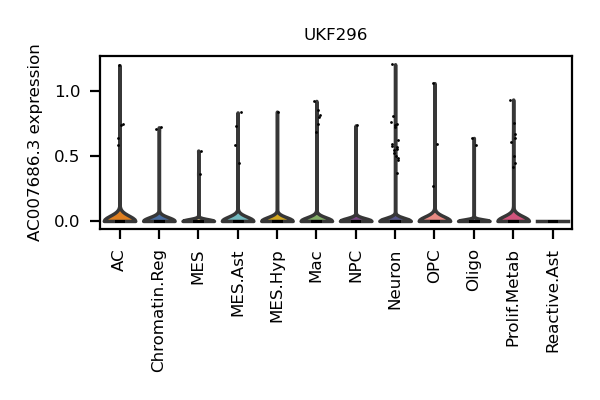 UKF296
AC007686.3 expression
1.0
0.5
0.0
AC
Chromatin.Reg
MES
MES.Ast
MES.Hyp
Mac
NPC
Neuron
OPC
Oligo
Prolif.Metab
Reactive.Ast